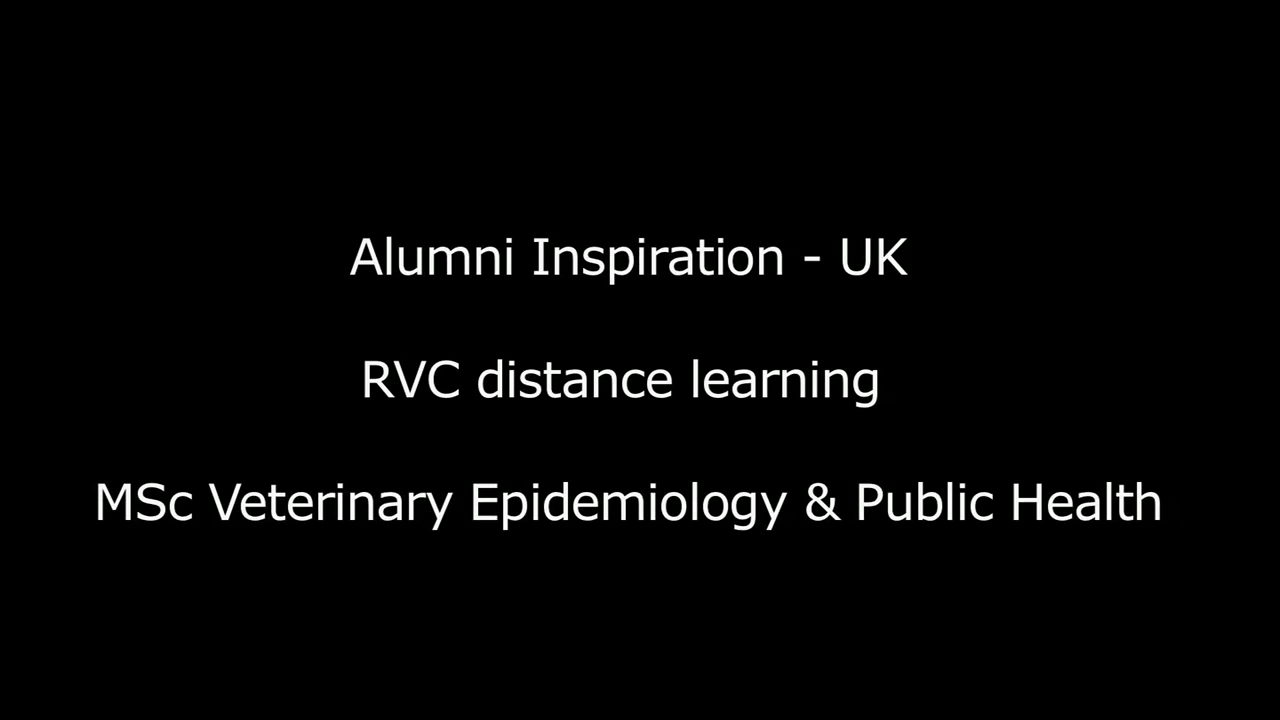 Alumni Inspiration - UK
RVC distance learning
MSc Veterinary Epidemiology & Public Health